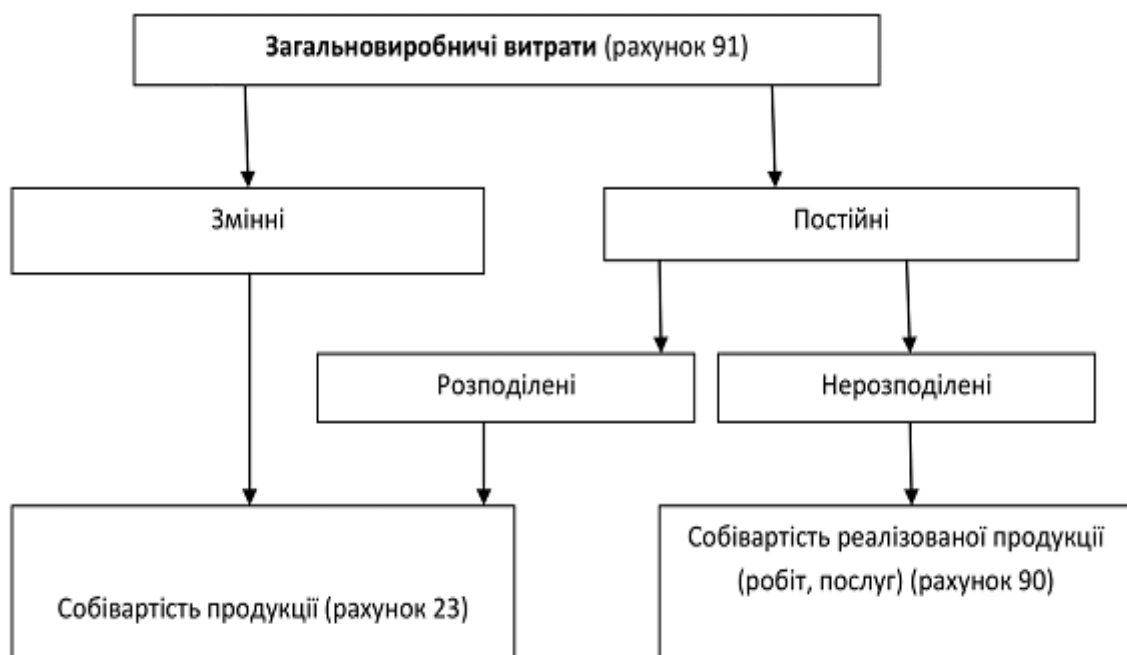 Загальновиробничі витрати (рахунок 91)
Змінні
Постійні
Розподілені
Нерозподілені
Собівартість продукції (рахунок 23)
Собівартість реалізованої продукції
(робіт, послуг) (рахунок 90)